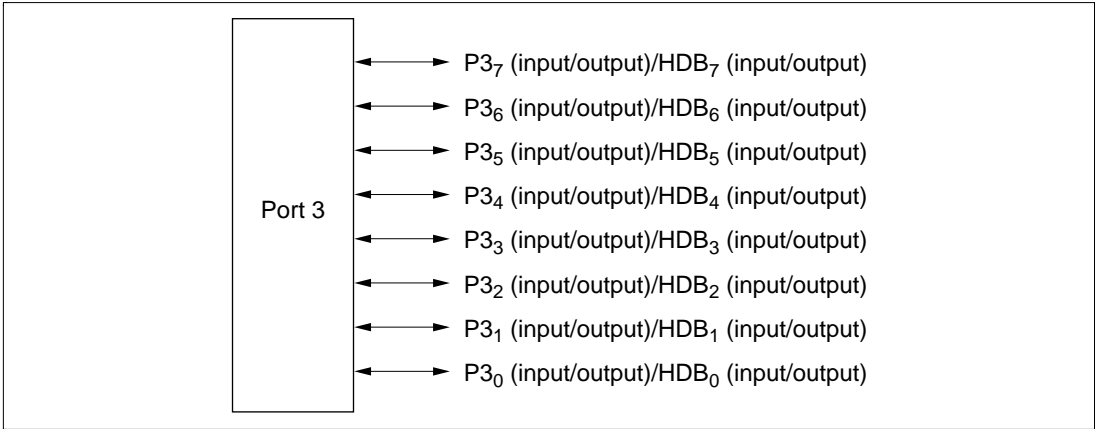 P3₇ (input/output)/HDB₇ (input/output)
P3₆ (input/output)/HDB₆ (input/output)
P3₅ (input/output)/HDB₅ (input/output)
P3₄ (input/output)/HDB₄ (input/output)
Port 3
P3₃ (input/output)/HDB₃ (input/output)
P3₂ (input/output)/HDB₂ (input/output)
P3₁ (input/output)/HDB₁ (input/output)
P3₀ (input/output)/HDB₀ (input/output)